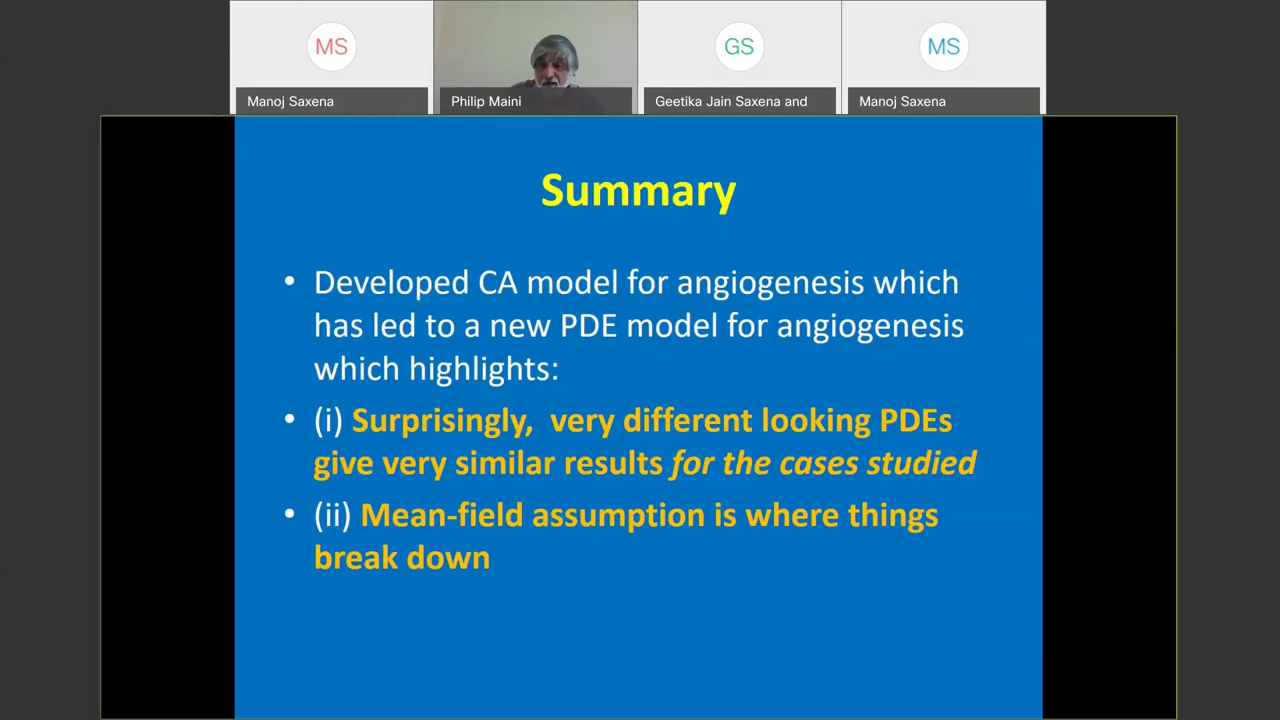 MS
GS
MS
Manoj Saxena
Philip Maini
Geetika Jain Saxena and
Manoj Saxena
Summary
• Developed CA model for angiogenesis which
has led to a new PDE model for angiogenesis
which highlights:
• (i) Surprisingly,  very different looking PDEs
give very similar results for the cases studied
• (ii) Mean-field assumption is where things
break down